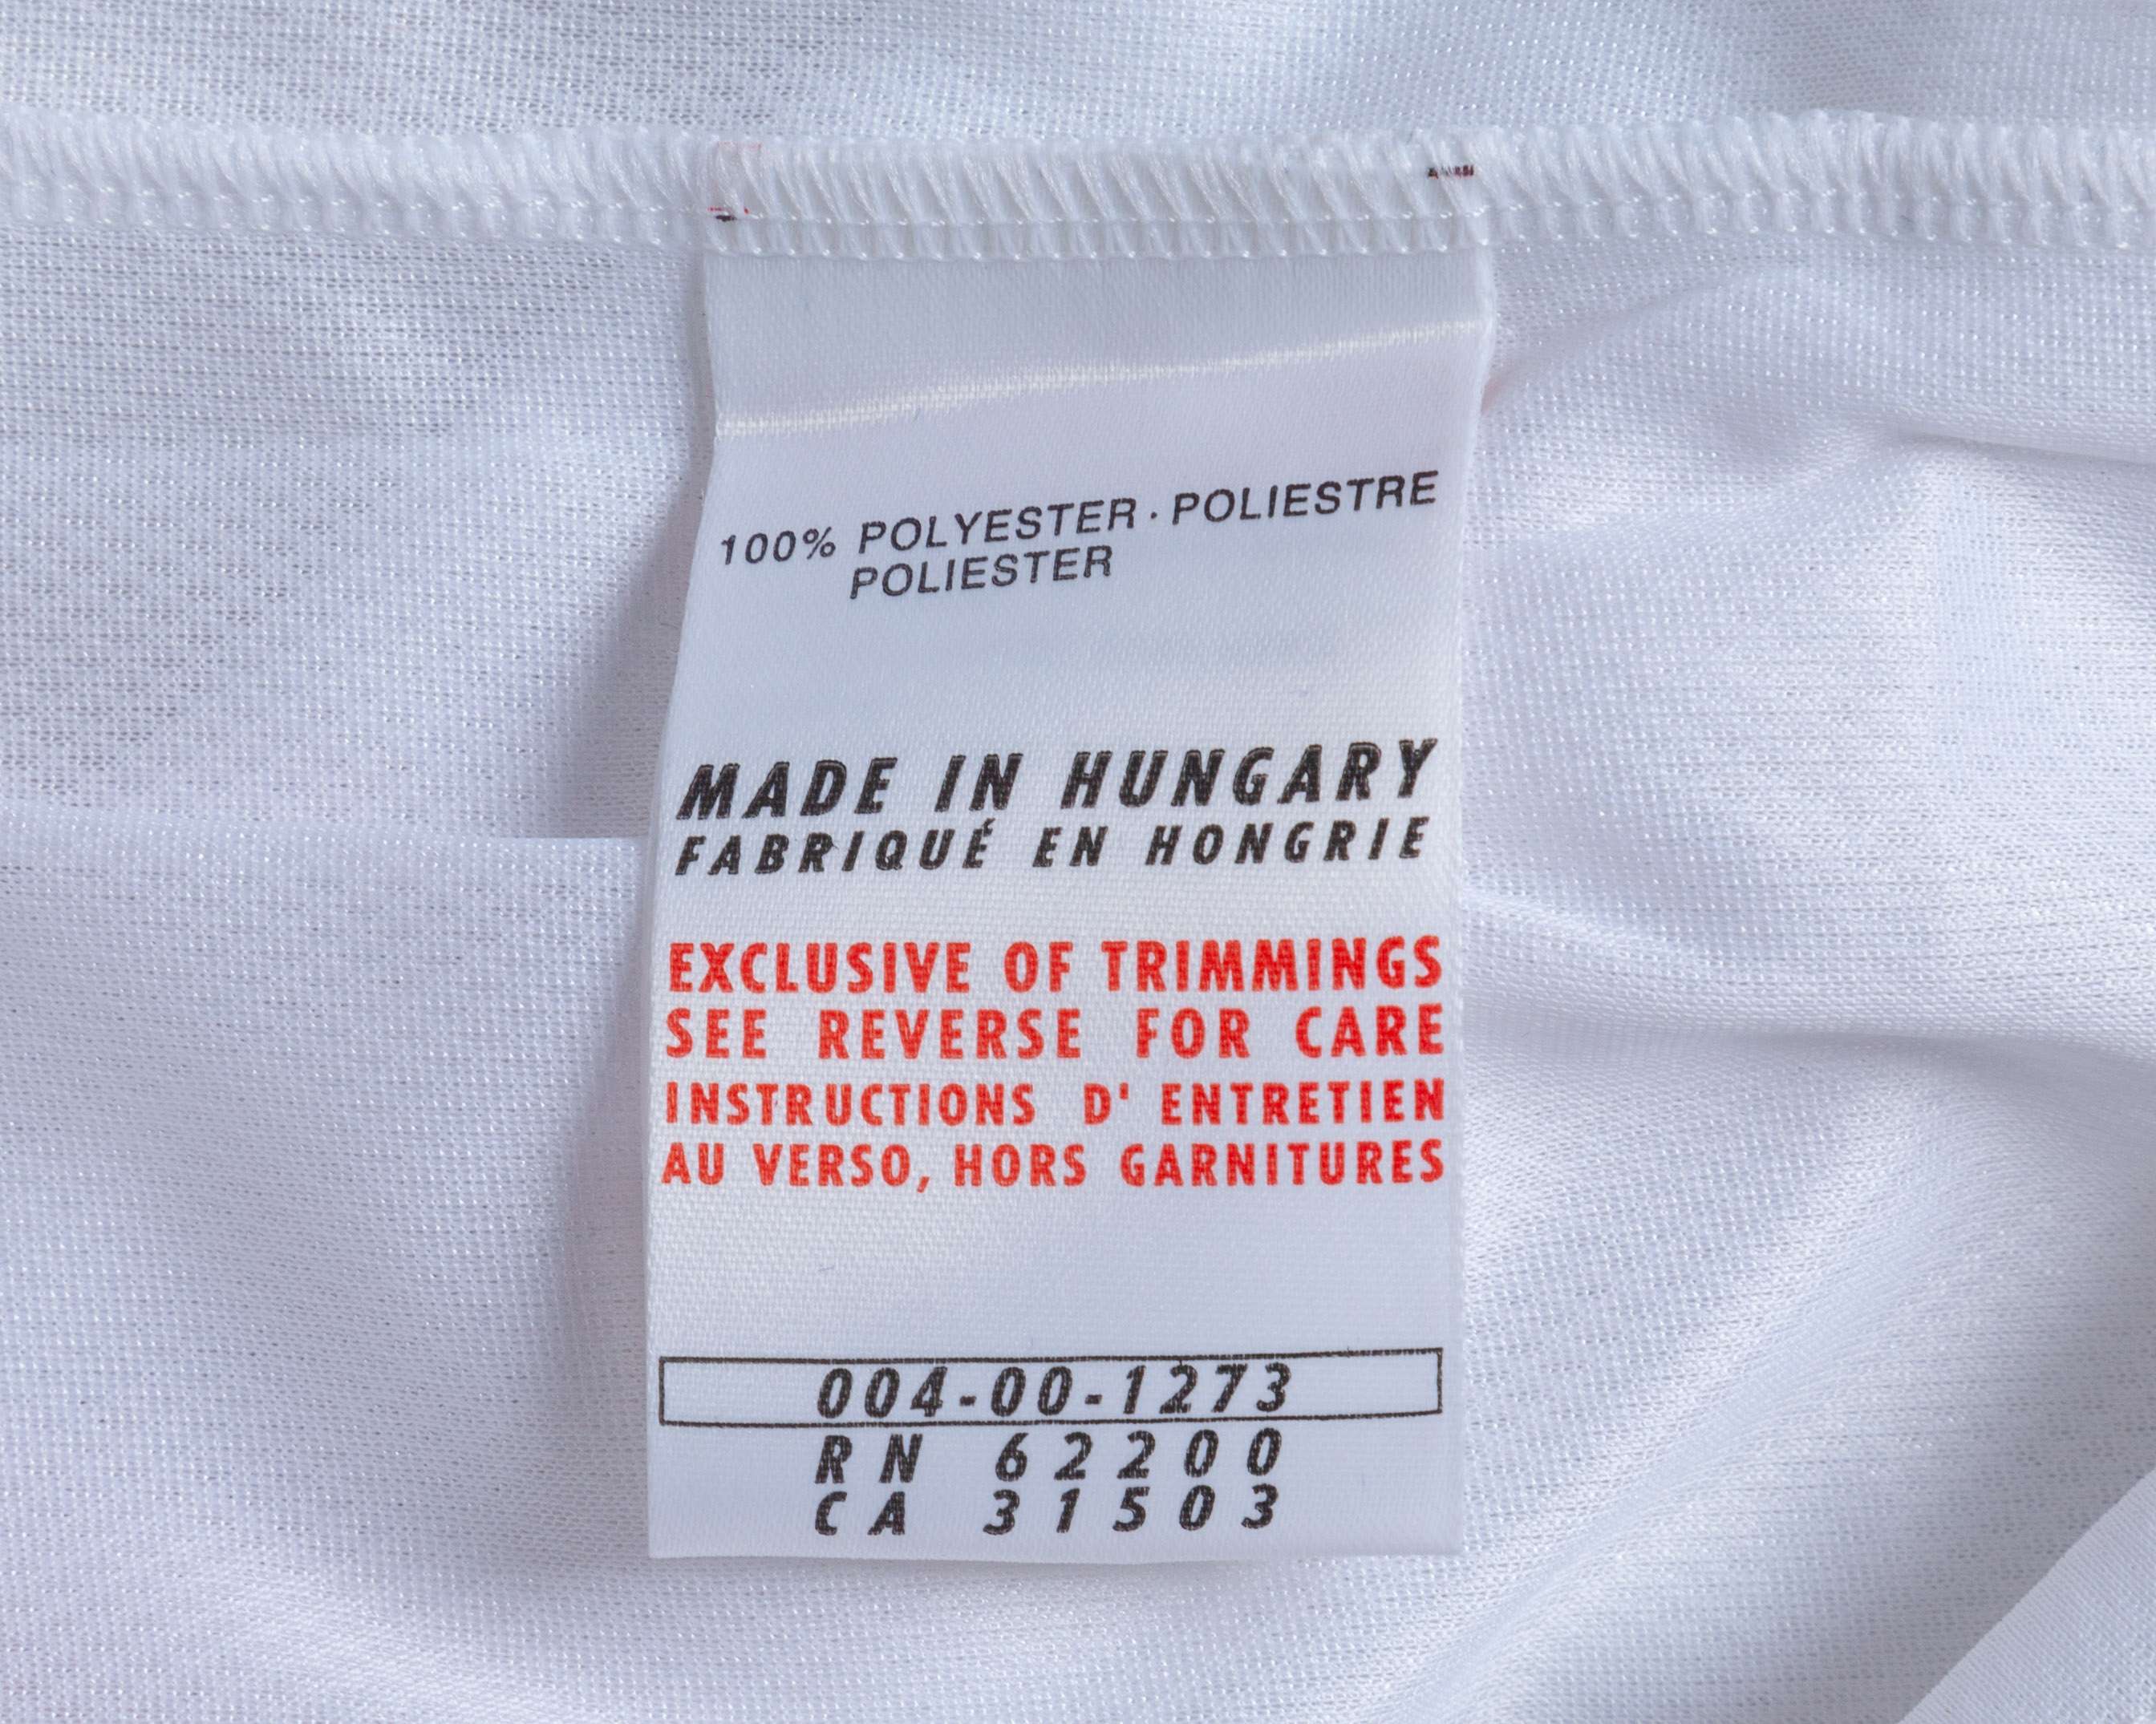 100% POLYESTER · POLIESTRE
POLIESTER
MADE IN HUNGARY
FABRIQUÉ EN HONGRIE
EXCLUSIVE OF TRIMMINGS
SEE REVERSE FOR CARE
INSTRUCTIONS D' ENTRETIEN
AU VERSO, HORS GARNITURES
004-00-1273
RN 62200
CA 31503